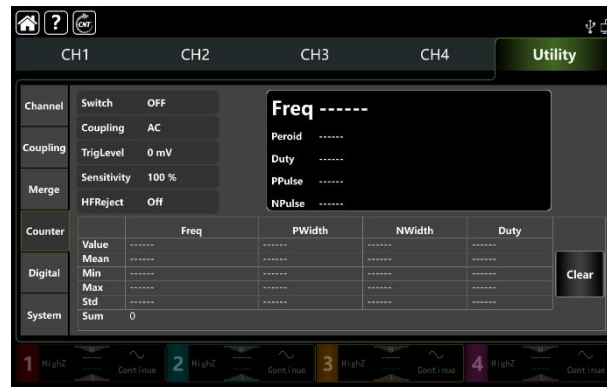 ? CNT
CH1 CH2 CH3 CH4 Utility
Channel
Coupling
Merge
Counter
Digital
System
Switch OFF
Coupling AC
TrigLevel 0 mV
Sensitivity 100 %
HFReject Off
Freq ------
Peroid ------
Duty ------
PPulse ------
NPulse ------
Freq PWidth NWidth Duty
Value ------ ------ ------ ------
Mean ------ ------ ------ ------
Min ------ ------ ------ ------
Max ------ ------ ------ ------
Std ------ ------ ------ ------
Sum 0
Clear
1 HighZ Continue 2 HighZ Continue 3 HighZ Continue 4 HighZ Continue